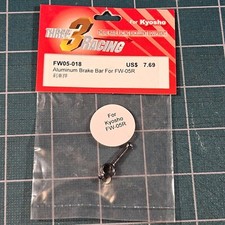 for Kyosho
THREE 3 RACING
FW05-018 US$ 7.69
Aluminum Brake Bar For FW-05R
For
Kyosho
FW-05R